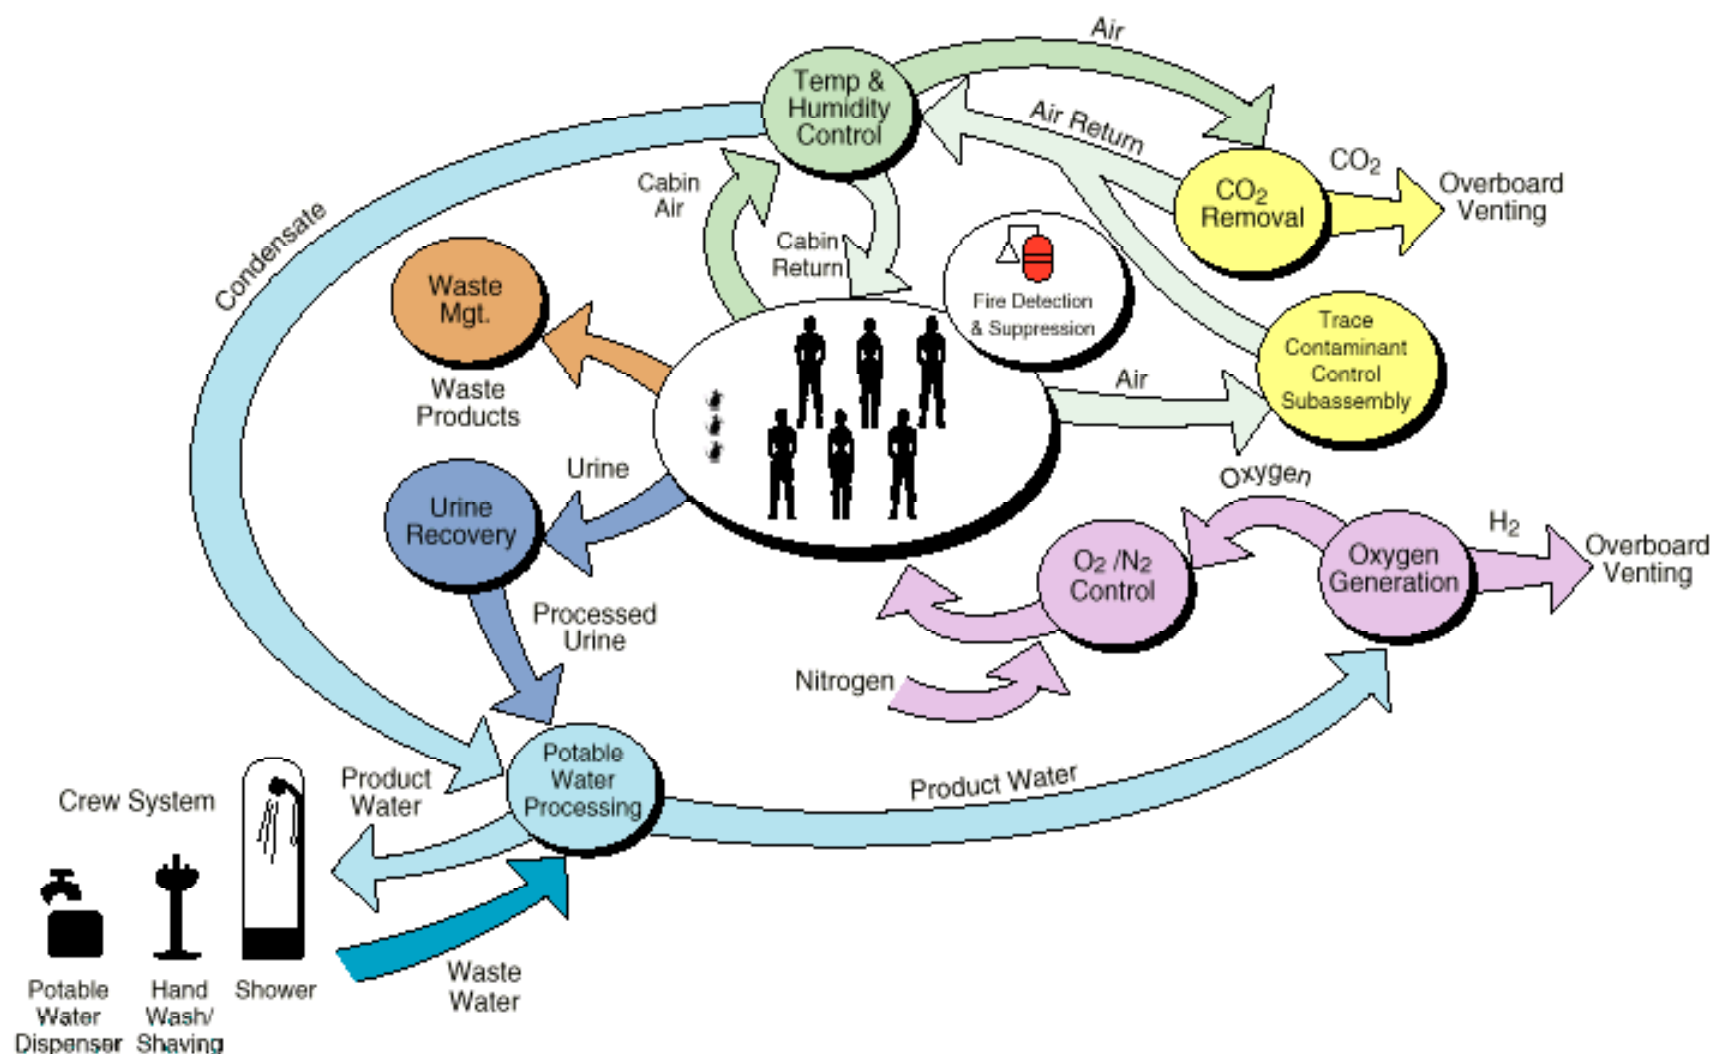 Air
Temp &
Humidity
Control
Air Return
CO2
Overboard
Venting
CO2
Removal
Cabin
Air
Cabin
Return
Condensate
Waste
Mgt.
Fire Detection
& Suppression
Trace
Contaminant
Control
Subassembly
Air
Waste
Products
Urine
Urine
Recovery
Oxygen
H2
Overboard
Venting
O2 /N2
Control
Oxygen
Generation
Processed
Urine
Nitrogen
Potable
Water
Processing
Product Water
Product
Water
Crew System
Waste
Water
Potable
Water
Dispenser
Hand
Wash/
Shaving
Shower